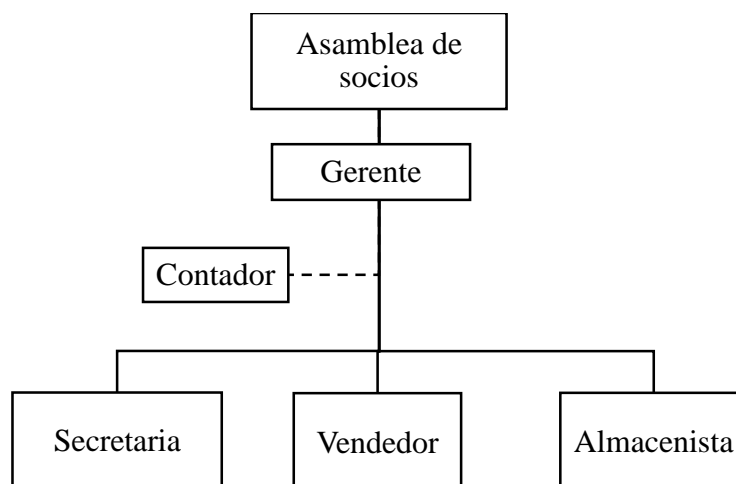 Asamblea de
socios
Gerente
Contador
Secretaria
Vendedor
Almacenista